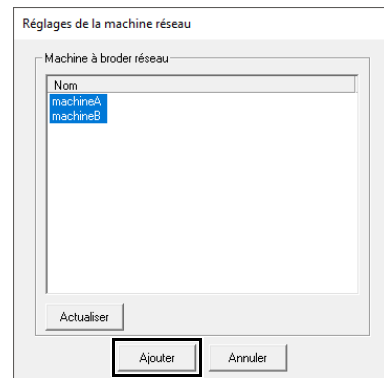 Réglages de la machine réseau
Machine à broder réseau
Nom
machineA
machineB
Actualiser
Ajouter
Annuler